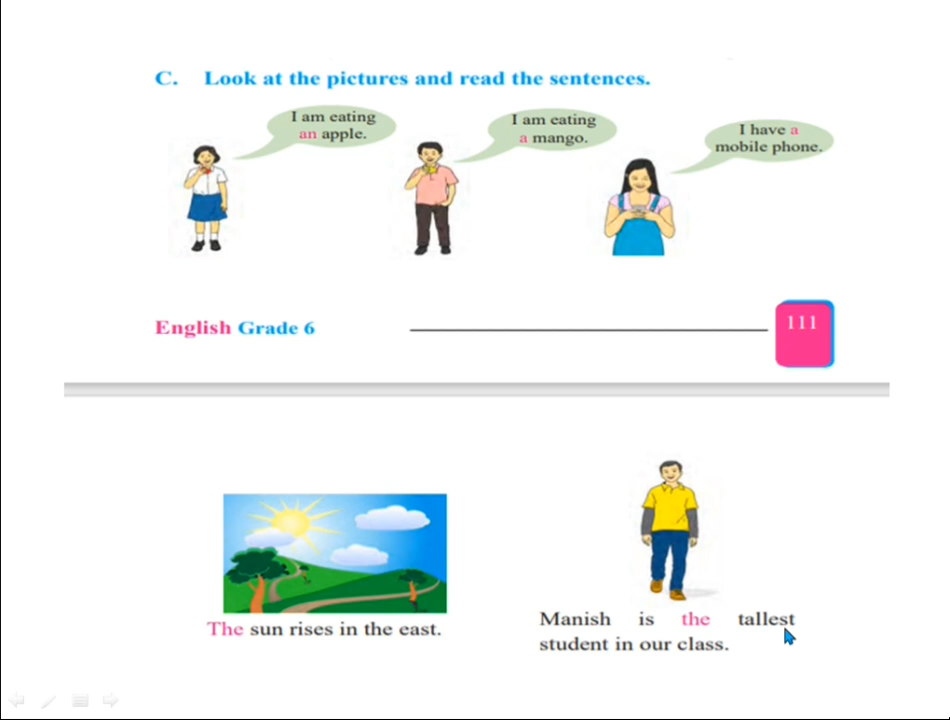 C. Look at the pictures and read the sentences.
I am eating
an apple.
I am eating
a mango.
I have a
mobile phone.
English Grade 6
111
The sun rises in the east.
Manish is the tallest
student in our class.